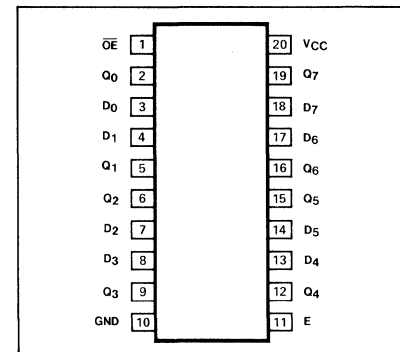 OE 1 20 VCC
Q0 2 19 Q7
D0 3 18 D7
D1 4 17 D6
Q1 5 16 Q6
Q2 6 15 Q5
D2 7 14 D5
D3 8 13 D4
Q3 9 12 Q4
GND 10 11 E